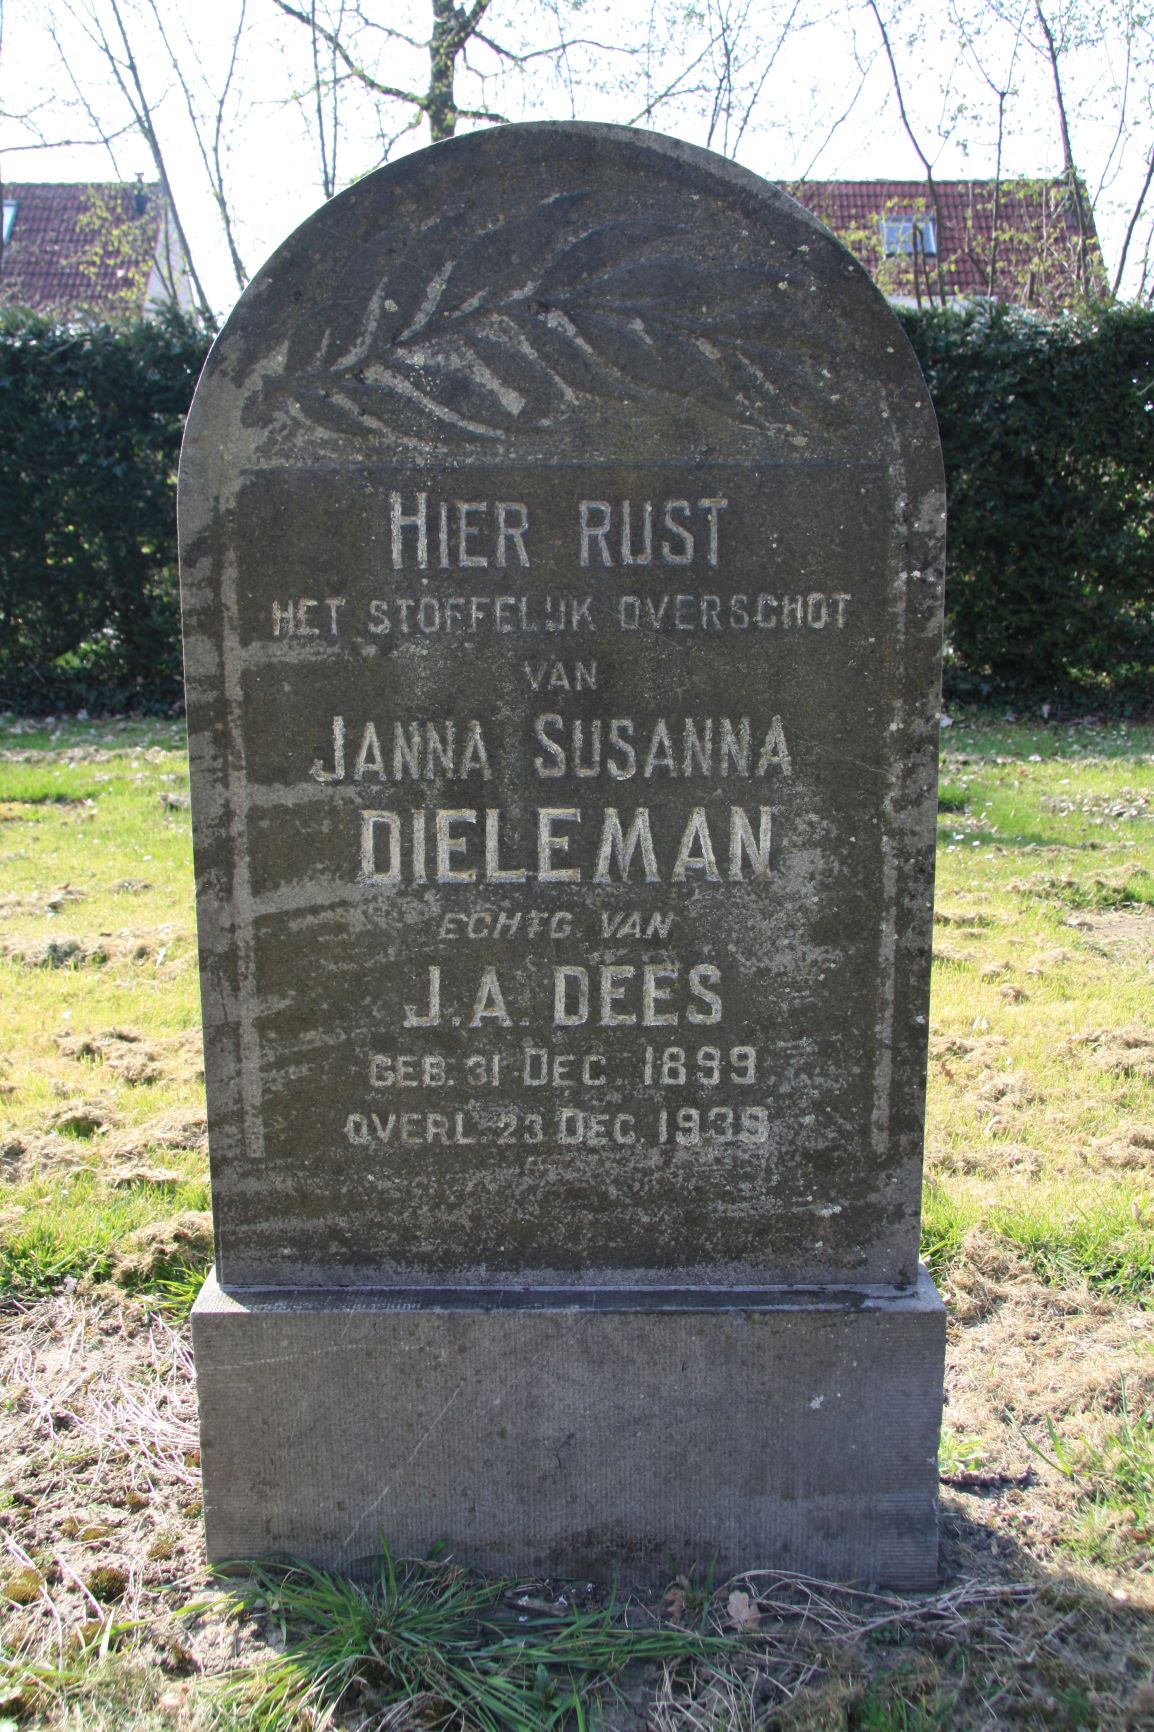 HIER RUST
HET STOFFELIJK OVERSCHOT
VAN
JANNA SUSANNA
DIELEMAN
ECHTG. VAN
J.A. DEES
GEB. 31 DEC. 1899
OVERL. 23 DEC. 1939